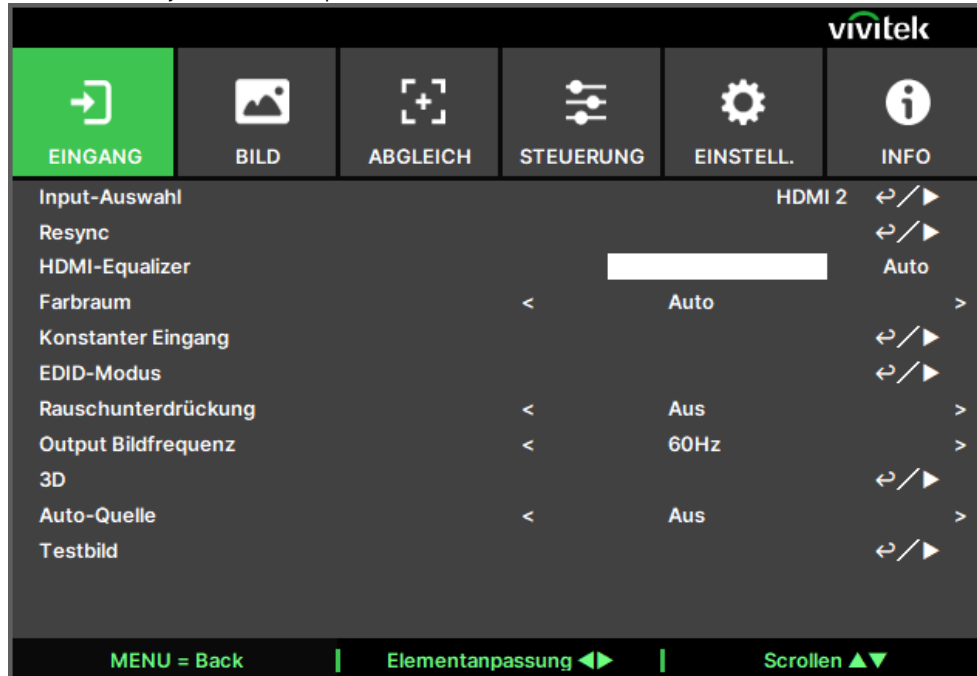 vivitek
EINGANG BILD ABGLEICH STEUERUNG EINSTELL. INFO
Input-Auswahl HDMI 2
Resync
HDMI-Equalizer Auto
Farbraum < Auto >
Konstanter Eingang
EDID-Modus
Rauschunterdrückung < Aus >
Output Bildfrequenz < 60Hz >
3D
Auto-Quelle < Aus >
Testbild
MENU = Back | Elementanpassung ◀▶ | Scrollen ▲▼